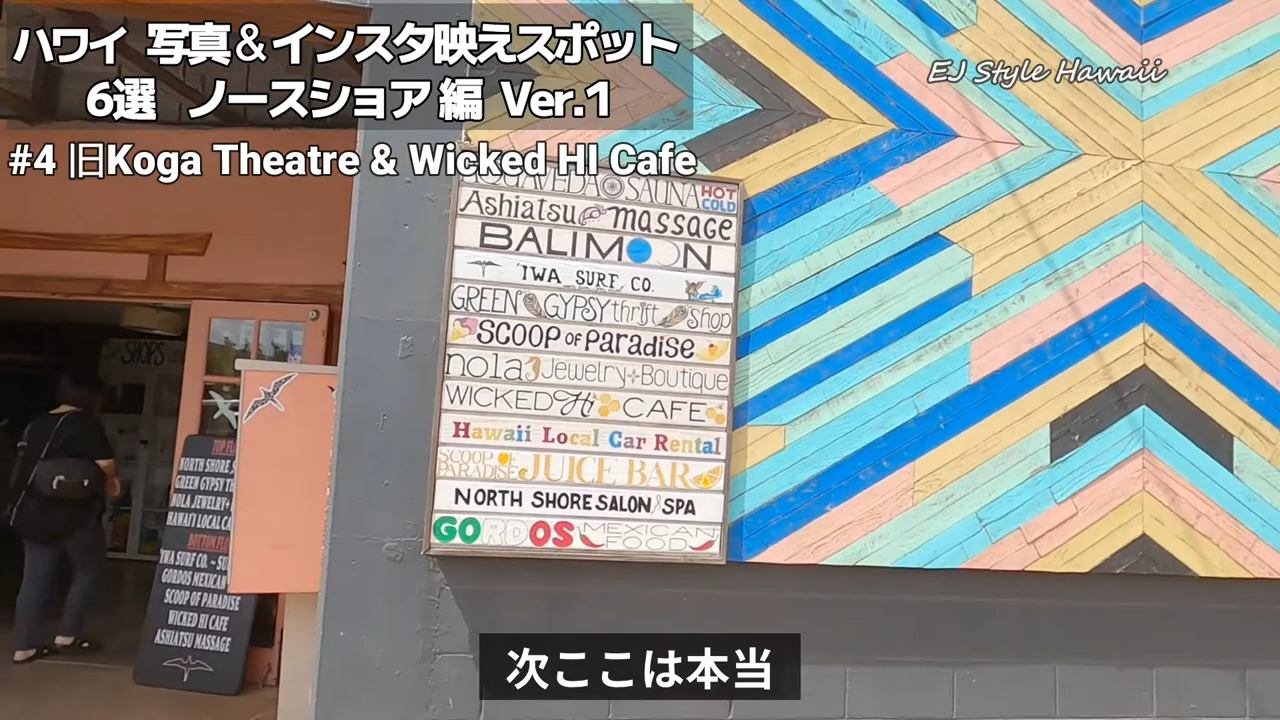 ハワイ 写真＆インスタ映えスポット
6選 ノースショア 編 Ver.1
#4 旧Koga Theatre & Wicked HI Cafe
EJ Style Hawaii
SAUNA HOT COLD
Ashiatsu massage
BALIMOON
'IWA SURF CO.
GREEN GYPSY thrift shop
SCOOP OF Paradise
nola Jewelry+Boutique
WICKED Hi CAFE
Hawaii Local Car Rental
SCOOP OF PARADISE JUICE BAR
NORTH SHORE SALON/SPA
GORDOS MEXICAN FOOD
SHOPS
TOP
NORTH SHORE
GREEN GYPSY
NOLA JEWELRY+
HAWAI'I LOCAL
BOTTOM
'IWA SURF CO. ~
GORDOS MEXICAN
SCOOP OF PARADISE
WICKED HI CAFE
ASHIATSU MASSAGE
次ここは本当